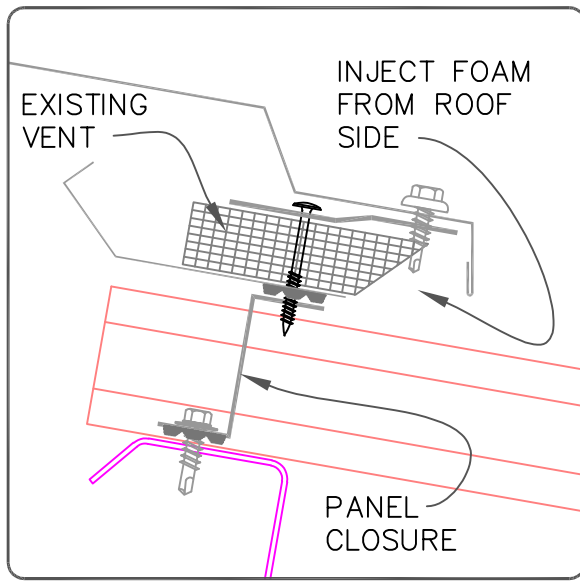 EXISTING
VENT
INJECT FOAM
FROM ROOF
SIDE
PANEL
CLOSURE